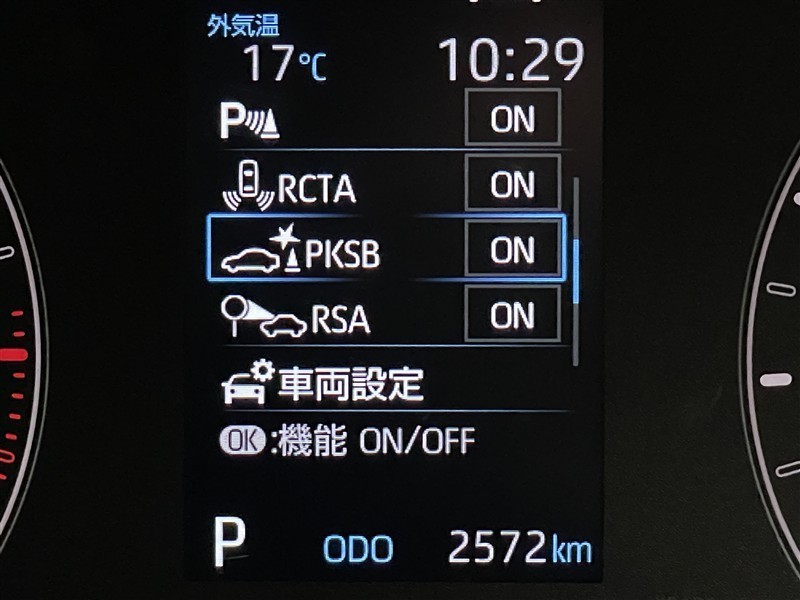 外気温
17℃ 10:29
P ON
RCTA ON
PKSB ON
RSA ON
車両設定
OK:機能 ON/OFF
P ODO 2572km